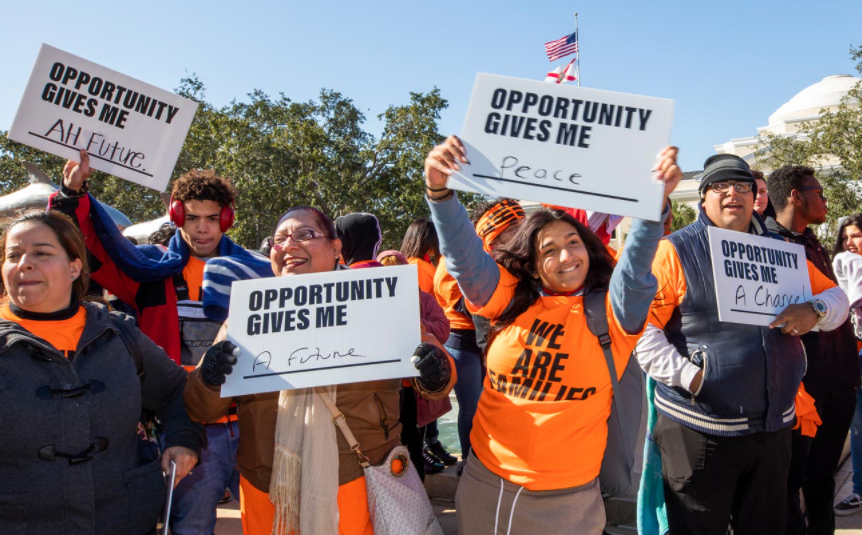 OPPORTUNITY
GIVES ME
AH Future.
OPPORTUNITY
GIVES ME
Peace
OPPORTUNITY
GIVES ME
A Future
OPPORTUNITY
GIVES ME
A Chance!
WE
ARE
FAMILIES